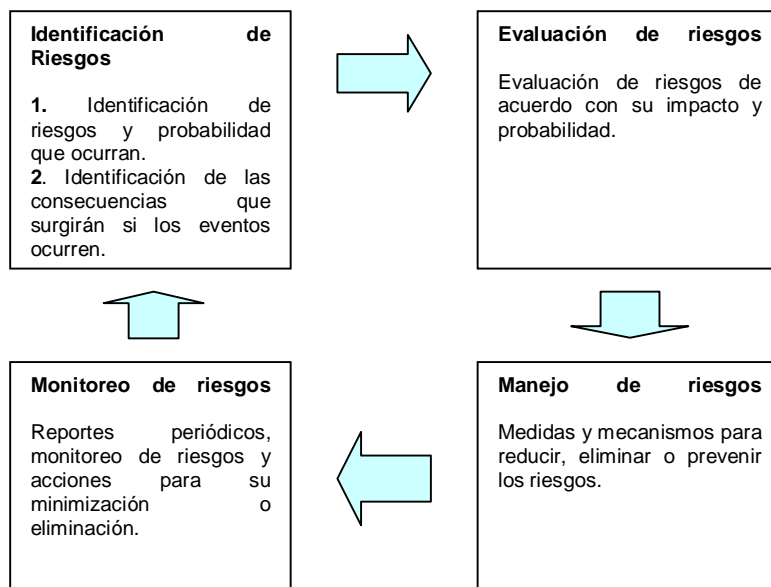 Identificación de
Riesgos
1. Identificación de
riesgos y probabilidad
que ocurran.
2. Identificación de las
consecuencias que
surgirán si los eventos
ocurren.
Evaluación de riesgos
Evaluación de riesgos de
acuerdo con su impacto y
probabilidad.
Monitoreo de riesgos
Reportes periódicos,
monitoreo de riesgos y
acciones para su
minimización o
eliminación.
Manejo de riesgos
Medidas y mecanismos para
reducir, eliminar o prevenir
los riesgos.